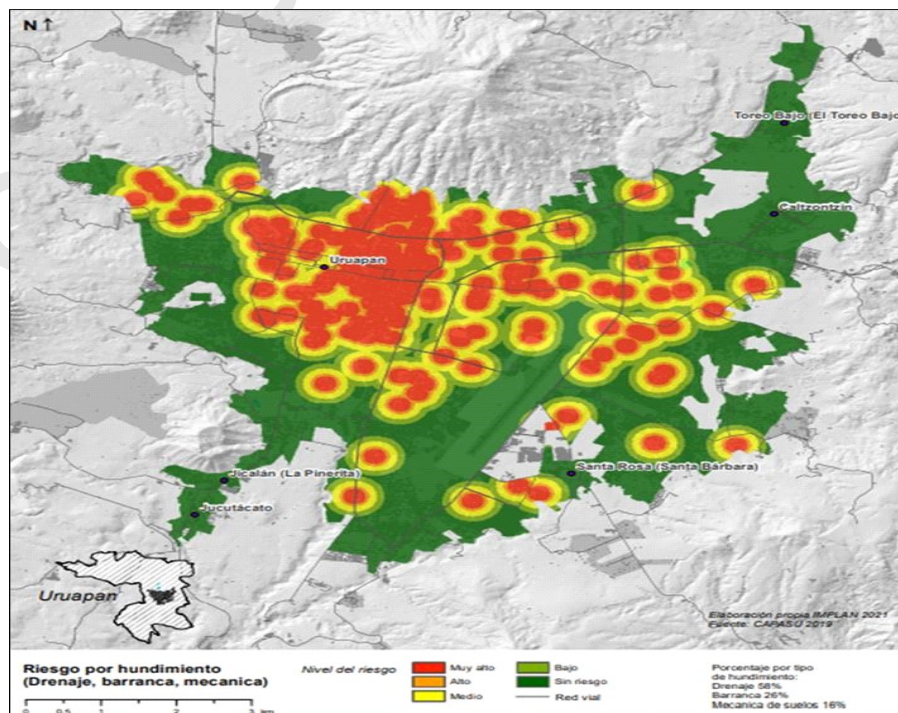 N↑
Toreo Bajo (El Toreo Bajo
Caltzontzin
Uruapan
Santa Rosa (Santa Bárbara)
Jicalán (La Pinerita)
Jucutácato
Uruapan
Elaboración propia IMPLAN 2021
Fuente: CAPASU 2019
Riesgo por hundimiento
(Drenaje, barranca, mecanica)
0 0.5 1 2 3 km
Nivel del riesgo
Muy alto
Alto
Medio
Bajo
Sin riesgo
Red vial
Porcentaje por tipo
de hundimiento:
Drenaje 58%
Barranca 26%
Mecanica de suelos 16%